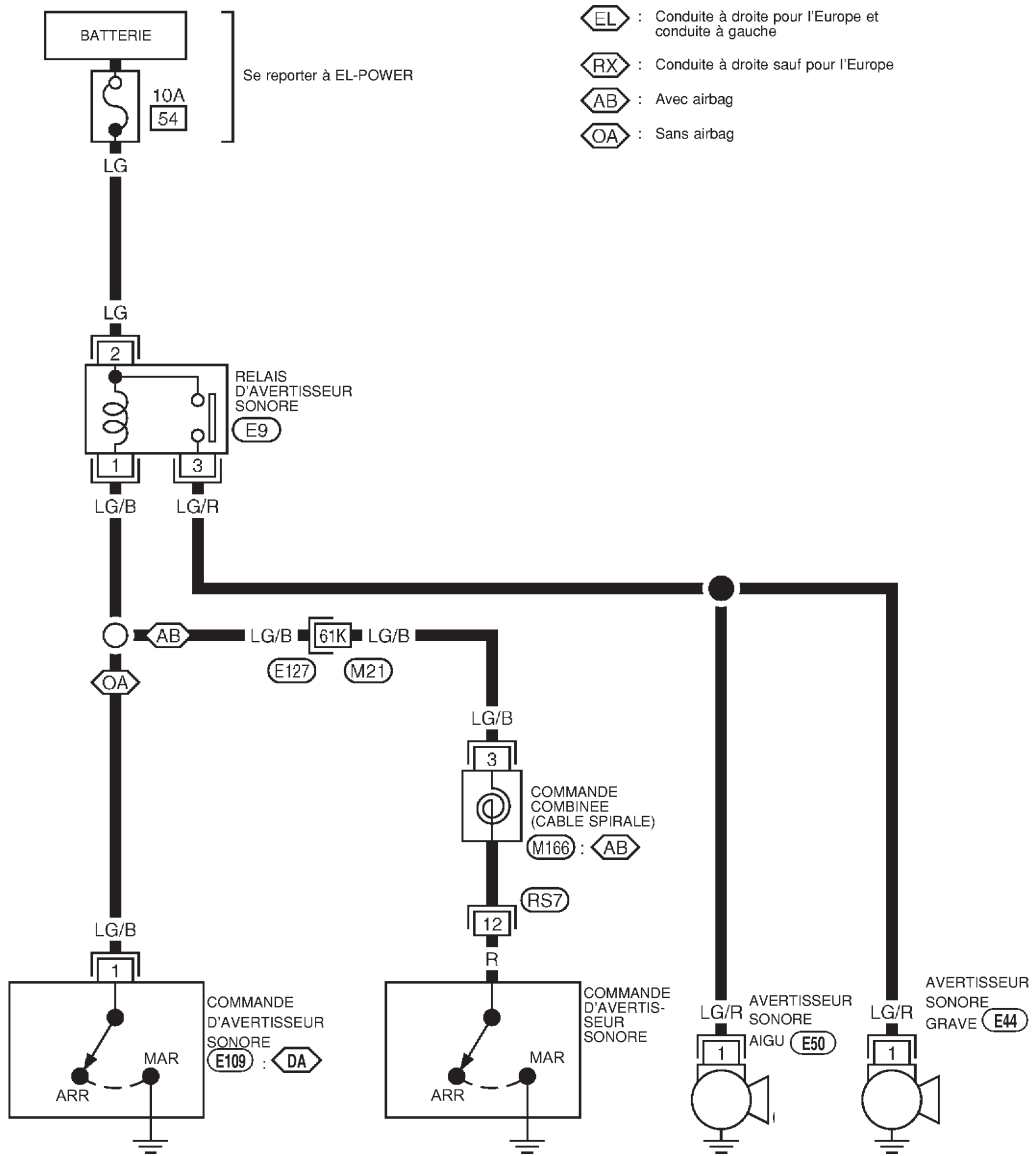 BATTERIE
10A
54
Se reporter à EL-POWER
EL : Conduite à droite pour l'Europe et
conduite à gauche
RX : Conduite à droite sauf pour l'Europe
AB : Avec airbag
OA : Sans airbag
LG
LG
2
RELAIS
D'AVERTISSEUR
SONORE
E9
1
3
LG/B
LG/R
AB
LG/B
61K
LG/B
E127
M21
OA
LG/B
3
COMMANDE
COMBINEE
(CABLE SPIRALE)
M166 : AB
RS7
12
R
LG/B
1
COMMANDE
D'AVERTISSEUR
SONORE
E109 : DA
MAR
ARR
COMMANDE
D'AVERTIS-
SEUR
SONORE
MAR
ARR
LG/R
1
AVERTISSEUR
SONORE
AIGU E50
LG/R
1
AVERTISSEUR
SONORE
GRAVE E44